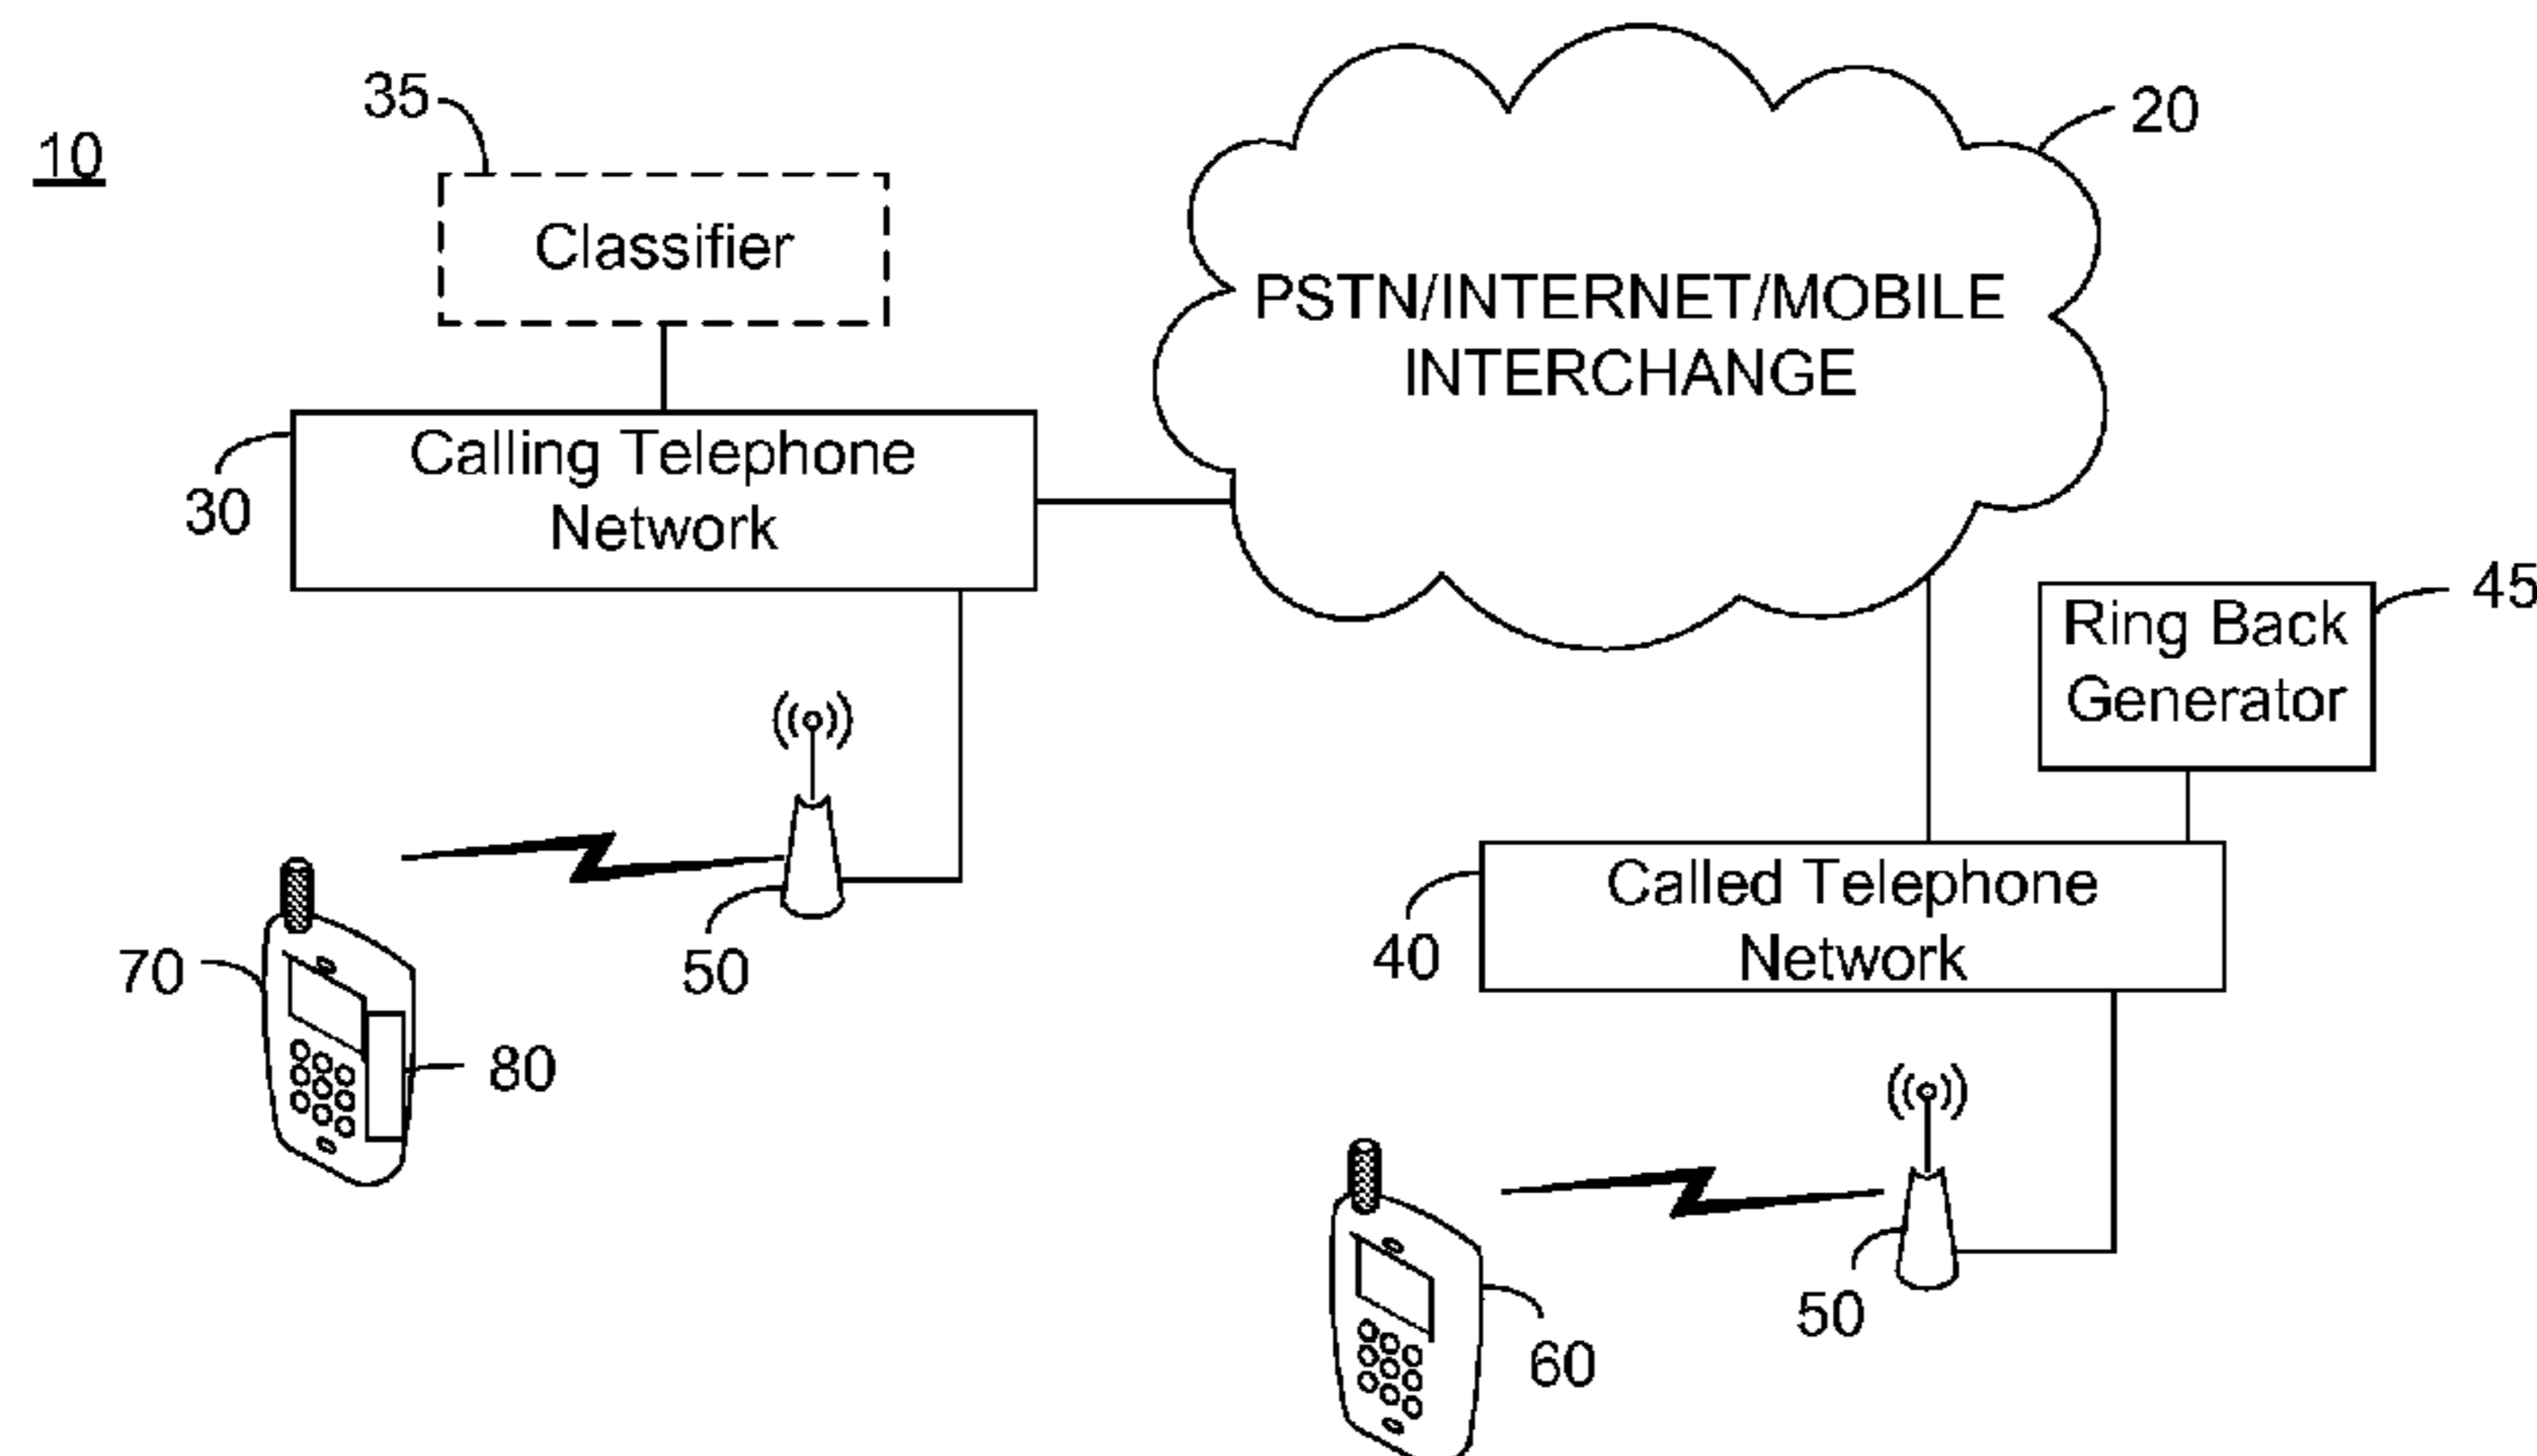 10
35
Classifier
20
PSTN/INTERNET/MOBILE
INTERCHANGE
Calling Telephone
Network
30
45
Ring Back
Generator
50
70
80
Called Telephone
Network
40
50
60